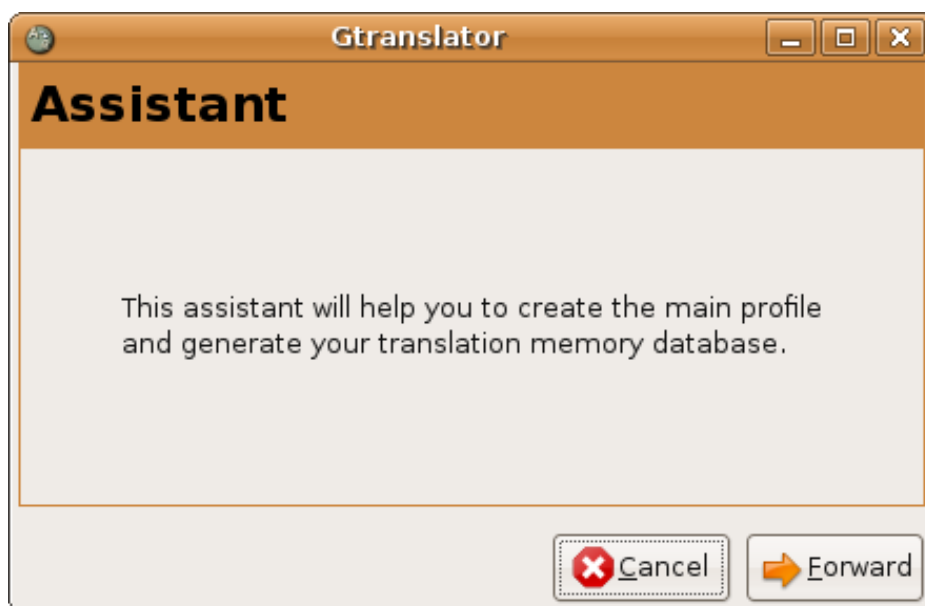 Gtranslator
Assistant
This assistant will help you to create the main profile
and generate your translation memory database.
Cancel
Forward